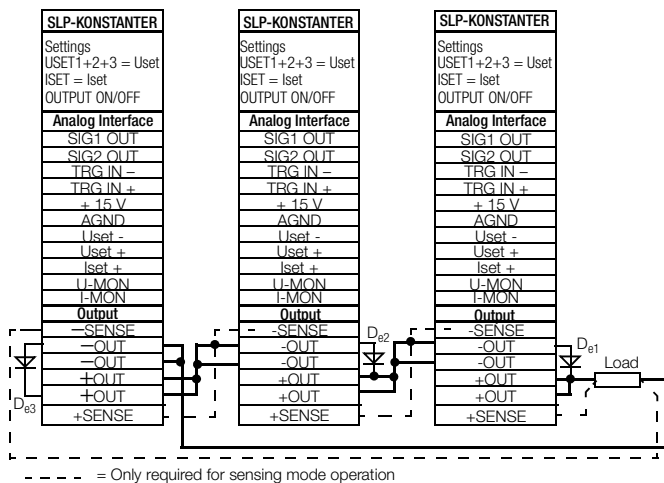 SLP-KONSTANTER
Settings
USET1+2+3 = Uset
ISET = Iset
OUTPUT ON/OFF
Analog Interface
SIG1 OUT
SIG2 OUT
TRG IN –
TRG IN +
+ 15 V
AGND
Uset -
Uset +
Iset +
U-MON
I-MON
Output
–SENSE
–OUT
–OUT
+OUT
+OUT
+SENSE
De3
SLP-KONSTANTER
Settings
USET1+2+3 = Uset
ISET = Iset
OUTPUT ON/OFF
Analog Interface
SIG1 OUT
SIG2 OUT
TRG IN –
TRG IN +
+ 15 V
AGND
Uset -
Uset +
Iset +
U-MON
I-MON
Output
-SENSE
-OUT
-OUT
+OUT
+OUT
+SENSE
De2
SLP-KONSTANTER
Settings
USET1+2+3 = Uset
ISET = Iset
OUTPUT ON/OFF
Analog Interface
SIG1 OUT
SIG2 OUT
TRG IN –
TRG IN +
+ 15 V
AGND
Uset -
Uset +
Iset +
U-MON
I-MON
Output
-SENSE
-OUT
-OUT
+OUT
+OUT
+SENSE
De1
Load
= Only required for sensing mode operation